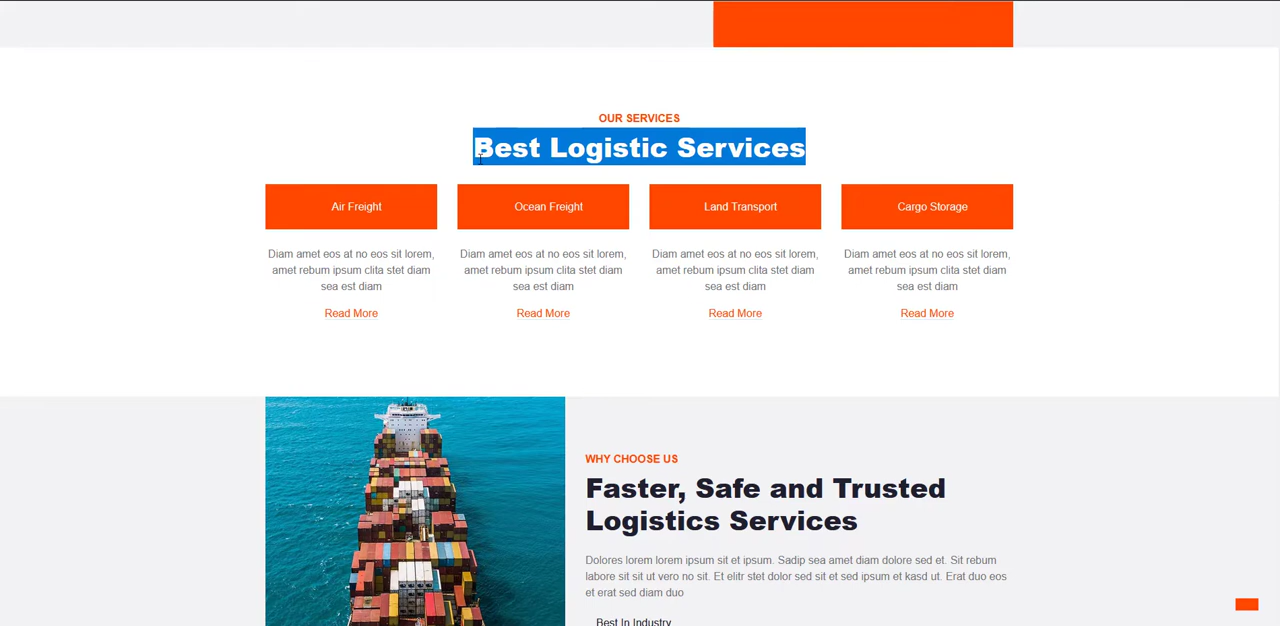 OUR SERVICES
Best Logistic Services
Air Freight
Ocean Freight
Land Transport
Cargo Storage
Diam amet eos at no eos sit lorem,
amet rebum ipsum clita stet diam
sea est diam
Read More
Diam amet eos at no eos sit lorem,
amet rebum ipsum clita stet diam
sea est diam
Read More
Diam amet eos at no eos sit lorem,
amet rebum ipsum clita stet diam
sea est diam
Read More
Diam amet eos at no eos sit lorem,
amet rebum ipsum clita stet diam
sea est diam
Read More
WHY CHOOSE US
Faster, Safe and Trusted
Logistics Services
Dolores lorem lorem ipsum sit et ipsum. Sadip sea amet diam dolore sed et. Sit rebum
labore sit sit ut vero no sit. Et elitr stet dolor sed sit et sed ipsum et kasd ut. Erat duo eos
et erat sed diam duo
Best In Industry